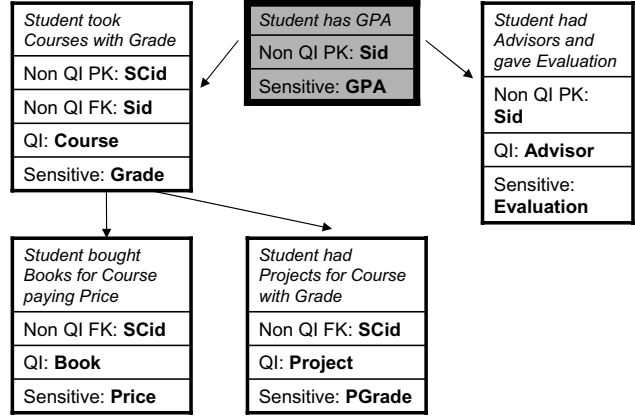 Student took
Courses with Grade
Non QI PK: SCid
Non QI FK: Sid
QI: Course
Sensitive: Grade
Student has GPA
Non QI PK: Sid
Sensitive: GPA
Student had
Advisors and
gave Evaluation
Non QI PK:
Sid
QI: Advisor
Sensitive:
Evaluation
Student bought
Books for Course
paying Price
Non QI FK: SCid
QI: Book
Sensitive: Price
Student had
Projects for Course
with Grade
Non QI FK: SCid
QI: Project
Sensitive: PGrade